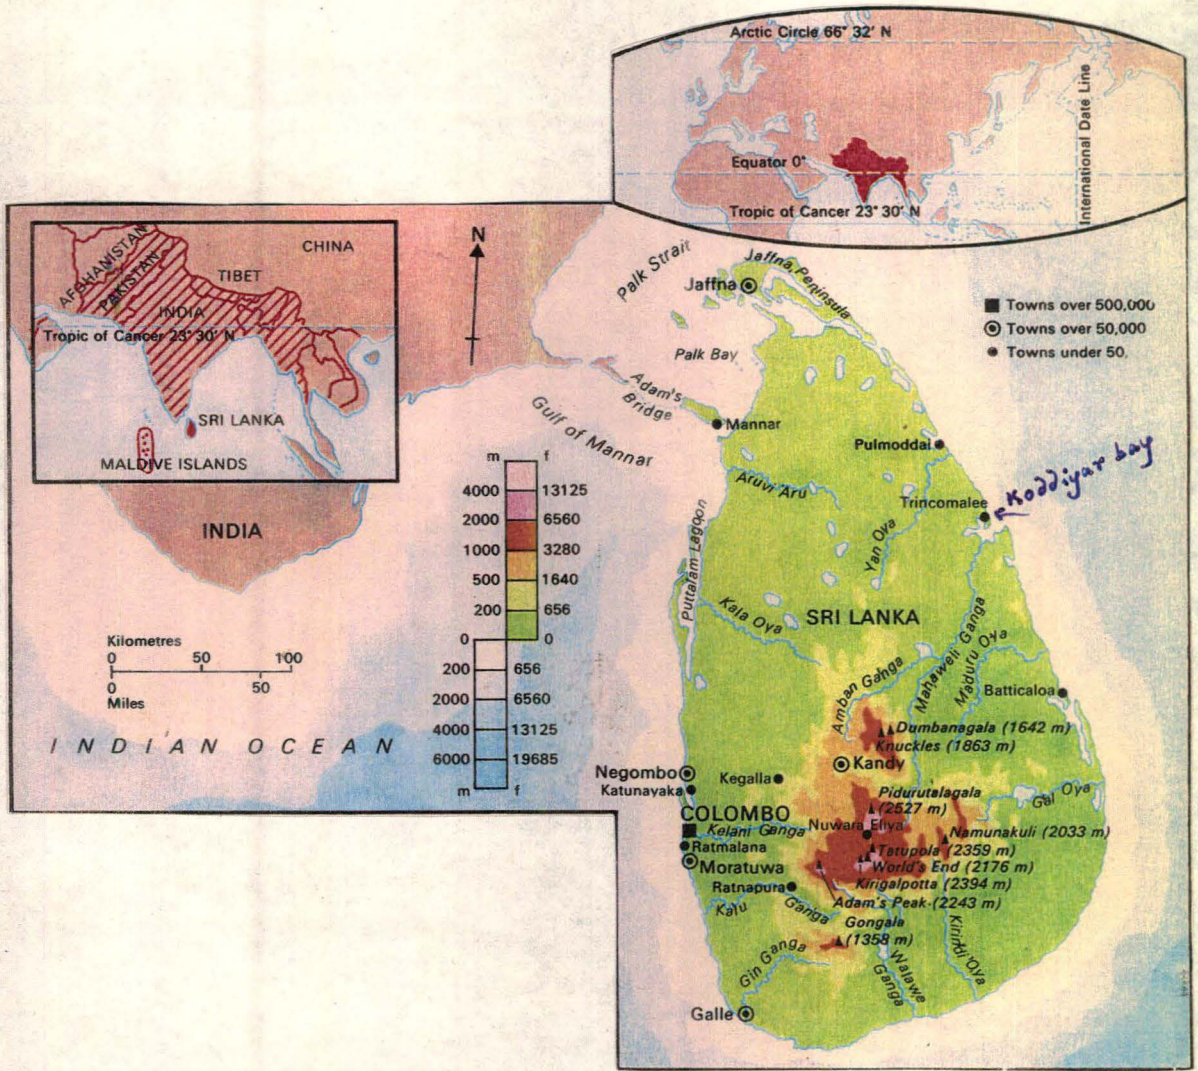 Arctic Circle 66° 32' N
Equator 0°
Tropic of Cancer 23° 30' N
International Date Line
AFGHANISTAN
PAKISTAN
CHINA
TIBET
INDIA
Tropic of Cancer 23° 30' N
SRI LANKA
MALDIVE ISLANDS
N
INDIA
Palk Strait
Jaffna
Jaffna Peninsula
Palk Bay
Adam's
Bridge
Gulf of Mannar
Mannar
Towns over 500,000
Towns over 50,000
Towns under 50,
Pulmoddai
Koddiyar bay
Trincomalee
Aruvi Aru
Yan Oya
Puttalam Lagoon
Kala Oya
SRI LANKA
m f
4000 13125
2000 6560
1000 3280
500 1640
200 656
0 0
200 656
2000 6560
4000 13125
6000 19685
m f
Kilometres
0 50 100
0 50
Miles
INDIAN OCEAN
Amban Ganga
Mahaweli Ganga
Maduru Oya
Batticaloa
Dumbanagala (1642 m)
Knuckles (1863 m)
Kandy
Negombo
Katunayaka
Kegalla
Pidurutalagala
(2527 m)
Gal Oya
COLOMBO
Kelani Ganga
Nuwara Eliya
Namunakuli (2033 m)
Ratmalana
Tatupola (2359 m)
Moratuwa
World's End (2176 m)
Ratnapura
Kirigalpotta (2394 m)
Adam's Peak (2243 m)
Kalu
Ganga
Gongala
(1358 m)
Gin Ganga
Walawe
Ganga
Kirindi Oya
Galle